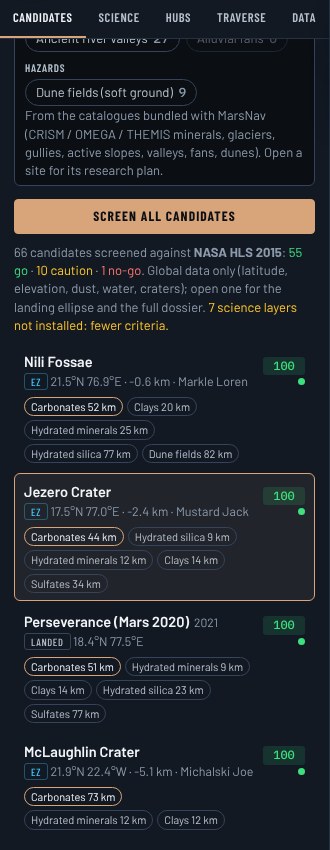 CANDIDATES SCIENCE HUBS TRAVERSE DATA
Ancient river valleys 27 Alluvial fans 6
HAZARDS
Dune fields (soft ground) 9
From the catalogues bundled with MarsNav
(CRISM / OMEGA / THEMIS minerals, glaciers,
gullies, active slopes, valleys, fans, dunes). Open a
site for its research plan.
SCREEN ALL CANDIDATES
66 candidates screened against NASA HLS 2015: 55
go · 10 caution · 1 no-go. Global data only (latitude,
elevation, dust, water, craters); open one for the
landing ellipse and the full dossier. 7 science layers
not installed: fewer criteria.
Nili Fossae 100
EZ 21.5°N 76.9°E · -0.6 km · Markle Loren
Carbonates 52 km Clays 20 km
Hydrated minerals 25 km
Hydrated silica 77 km Dune fields 82 km
Jezero Crater 100
EZ 17.5°N 77.0°E · -2.4 km · Mustard Jack
Carbonates 44 km Hydrated silica 9 km
Hydrated minerals 12 km Clays 14 km
Sulfates 34 km
Perseverance (Mars 2020) 2021 100
LANDED 18.4°N 77.5°E
Carbonates 51 km Hydrated minerals 9 km
Clays 14 km Hydrated silica 23 km
Sulfates 77 km
McLaughlin Crater 100
EZ 21.9°N 22.4°W · -5.1 km · Michalski Joe
Carbonates 73 km
Hydrated minerals 12 km Clays 12 km